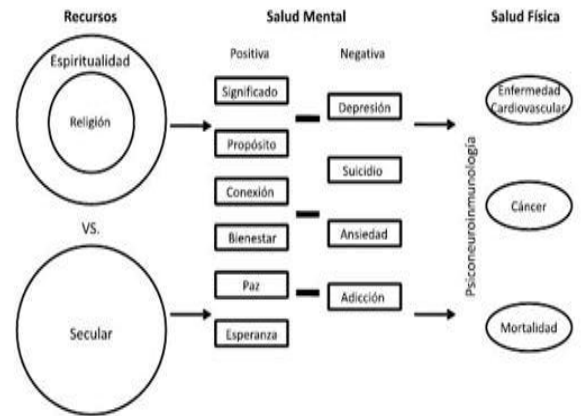 Recursos
Salud Mental
Salud Física
Positiva
Negativa
Espiritualidad
Religión
VS.
Secular
Significado
Propósito
Conexión
Bienestar
Paz
Esperanza
Depresión
Suicidio
Ansiedad
Adicción
Psiconeuroinmunología
Enfermedad
Cardiovascular
Cáncer
Mortalidad